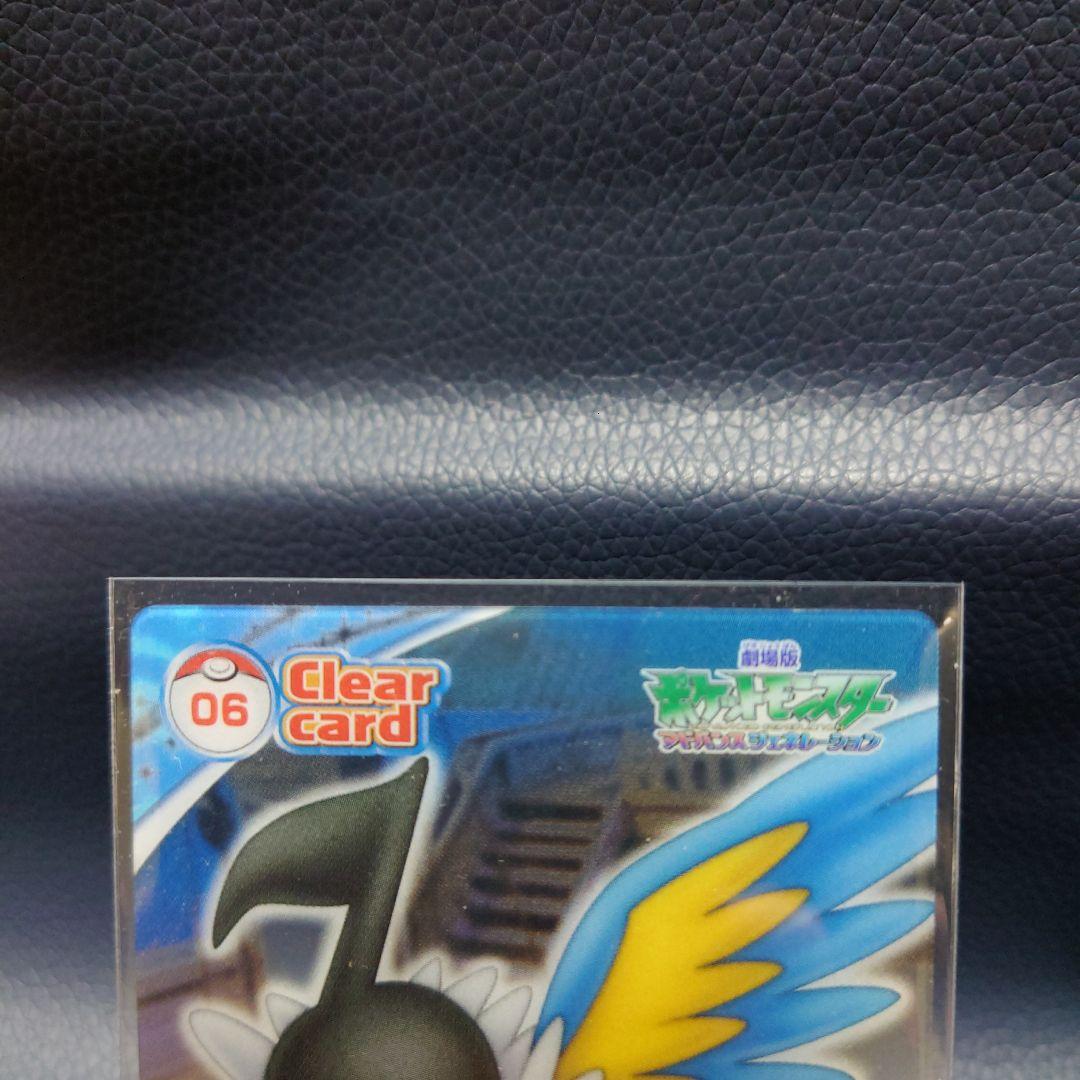 06
Clear
card
劇場版
ポケットモンスター
アドバンスジェネレーション